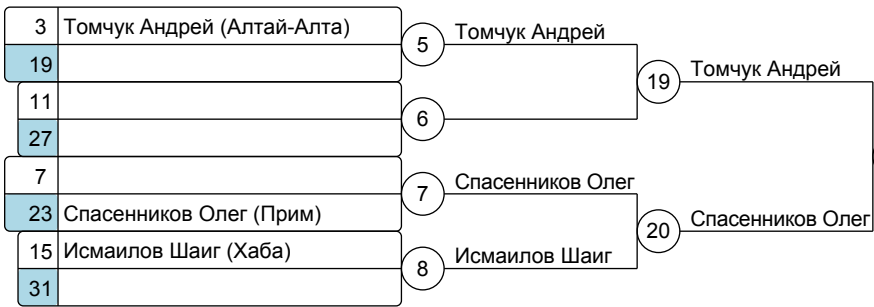 3 Томчук Андрей (Алтай-Алта)
5 Томчук Андрей
19
19 Томчук Андрей
11
6
27
7
7 Спасенников Олег
23 Спасенников Олег (Прим)
20 Спасенников Олег
15 Исмаилов Шаиг (Хаба)
8 Исмаилов Шаиг
31